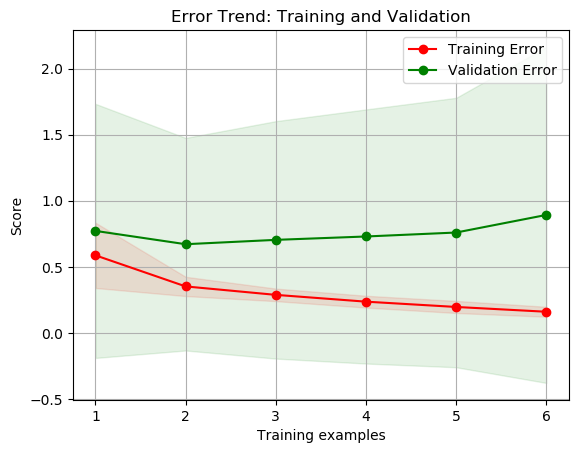 Error Trend: Training and Validation
Training Error
Validation Error
Score
2.0
1.5
1.0
0.5
0.0
−0.5
1 2 3 4 5 6
Training examples